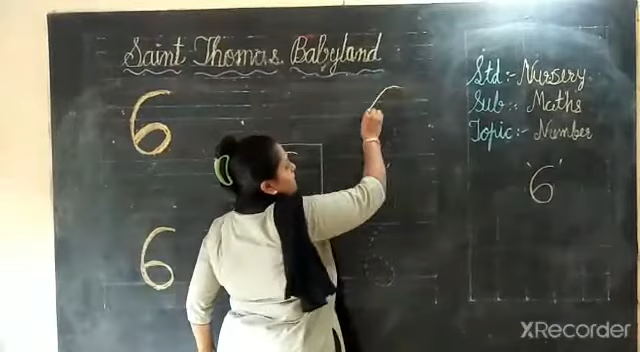 Saint Thomas Babyland
Std:- Nursery
Sub:- Maths
Topic:- Number
'6'
6
6
XRecorder